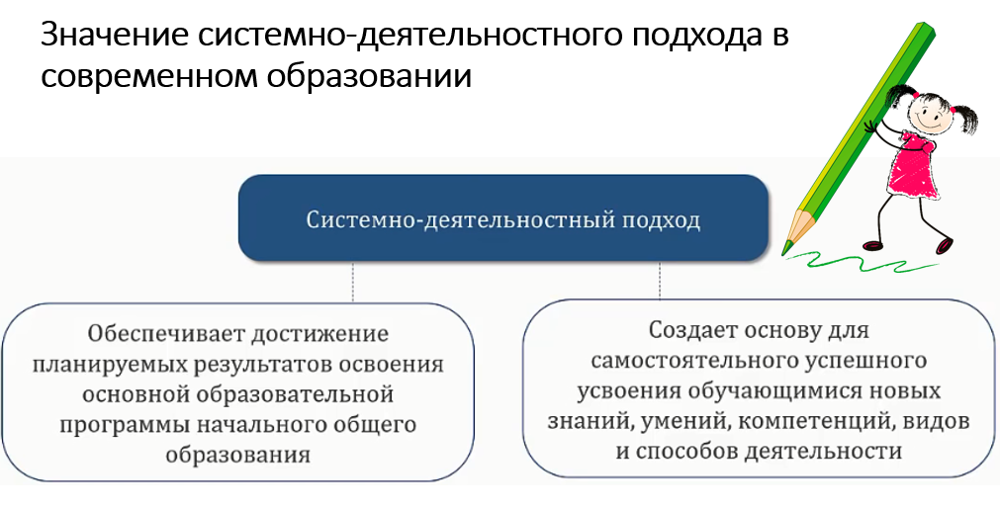 Значение системно-деятельностного подхода в
современном образовании
Системно-деятельностный подход
Обеспечивает достижение
планируемых результатов освоения
основной образовательной
программы начального общего
образования
Создает основу для
самостоятельного успешного
усвоения обучающимися новых
знаний, умений, компетенций, видов
и способов деятельности